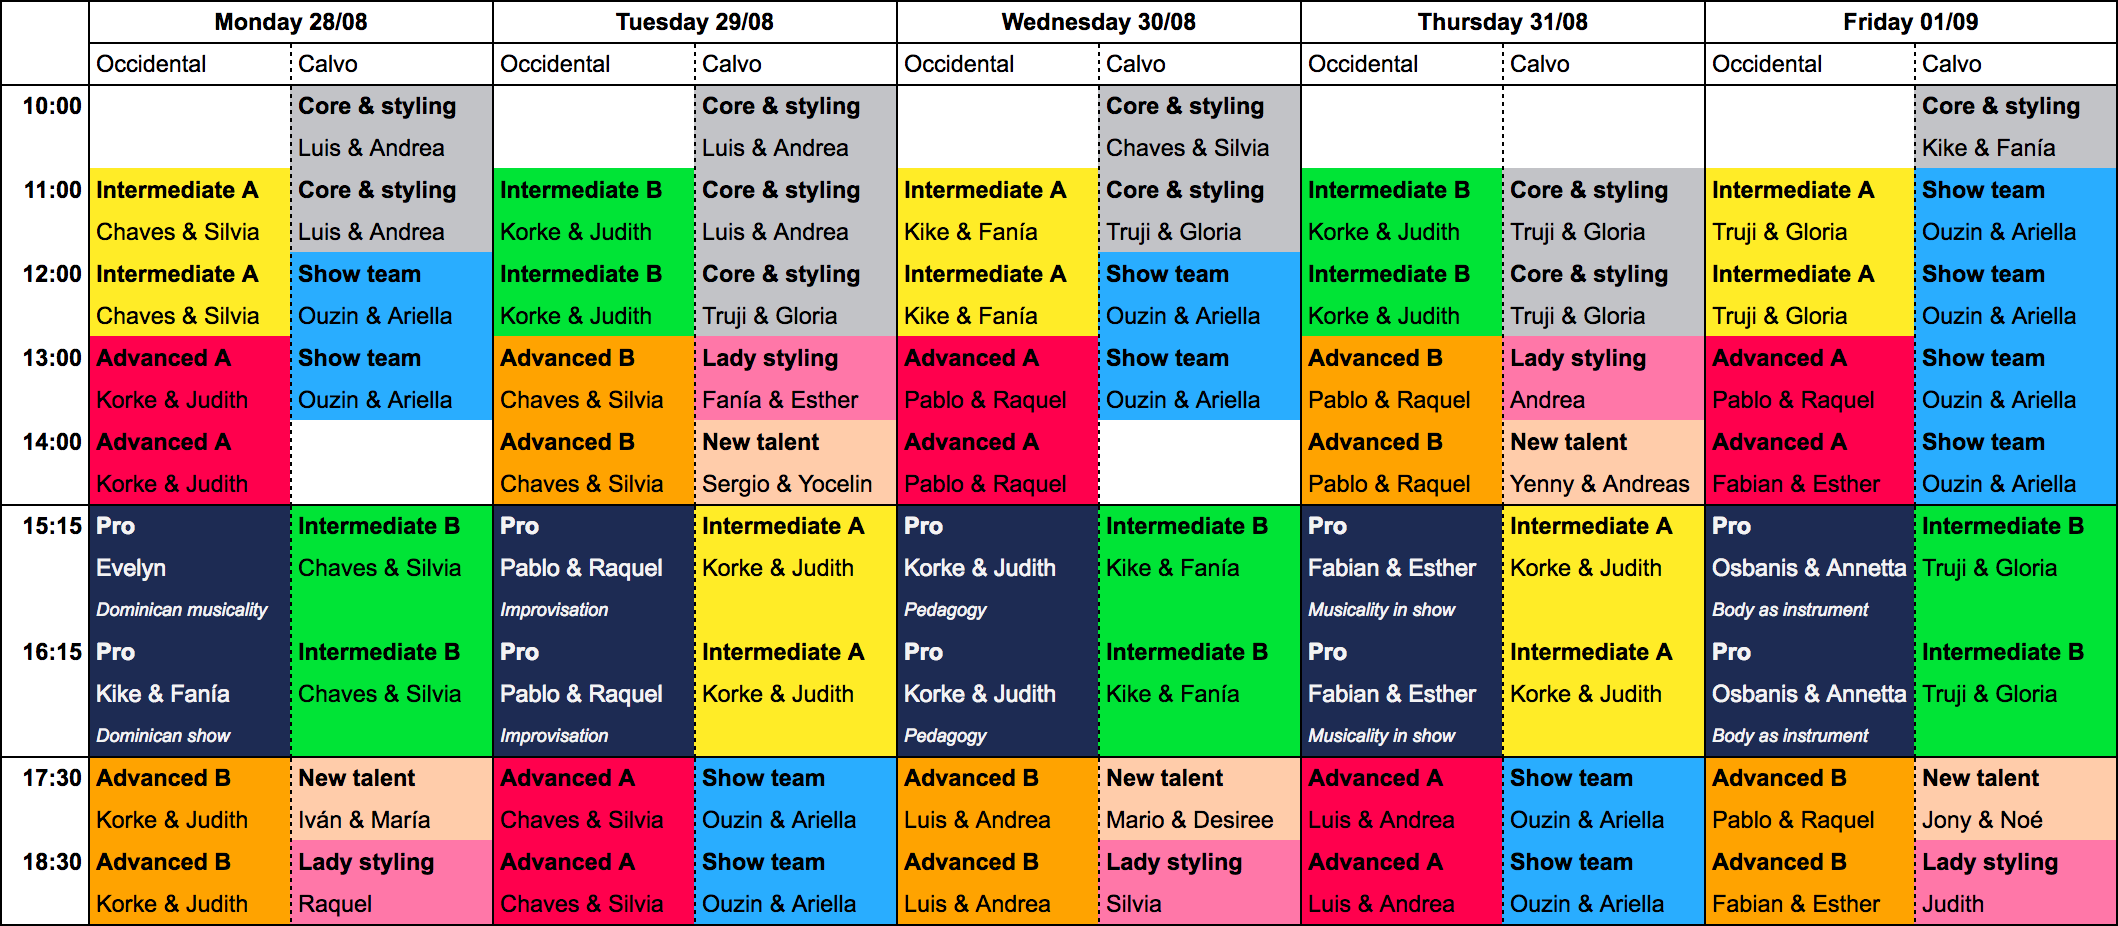 Monday 28/08 Tuesday 29/08 Wednesday 30/08 Thursday 31/08 Friday 01/09
Occidental Calvo Occidental Calvo Occidental Calvo Occidental Calvo Occidental Calvo
10:00 Core & styling Core & styling Core & styling Core & styling
Luis & Andrea Luis & Andrea Chaves & Silvia Kike & Fanía
11:00 Intermediate A Core & styling Intermediate B Core & styling Intermediate A Core & styling Intermediate B Core & styling Intermediate A Show team
Chaves & Silvia Luis & Andrea Korke & Judith Luis & Andrea Kike & Fanía Truji & Gloria Korke & Judith Truji & Gloria Truji & Gloria Ouzin & Ariella
12:00 Intermediate A Show team Intermediate B Core & styling Intermediate A Show team Intermediate B Core & styling Intermediate A Show team
Chaves & Silvia Ouzin & Ariella Korke & Judith Truji & Gloria Kike & Fanía Ouzin & Ariella Korke & Judith Truji & Gloria Truji & Gloria Ouzin & Ariella
13:00 Advanced A Show team Advanced B Lady styling Advanced A Show team Advanced B Lady styling Advanced A Show team
Korke & Judith Ouzin & Ariella Chaves & Silvia Fanía & Esther Pablo & Raquel Ouzin & Ariella Pablo & Raquel Andrea Pablo & Raquel Ouzin & Ariella
14:00 Advanced A Advanced B New talent Advanced A Advanced B New talent Advanced A Show team
Korke & Judith Chaves & Silvia Sergio & Yocelin Pablo & Raquel Pablo & Raquel Yenny & Andreas Fabian & Esther Ouzin & Ariella
15:15 Pro Intermediate B Pro Intermediate A Pro Intermediate B Pro Intermediate A Pro Intermediate B
Evelyn Chaves & Silvia Pablo & Raquel Korke & Judith Korke & Judith Kike & Fanía Fabian & Esther Korke & Judith Osbanis & Annetta Truji & Gloria
Dominican musicality Improvisation Pedagogy Musicality in show Body as instrument
16:15 Pro Intermediate B Pro Intermediate A Pro Intermediate B Pro Intermediate A Pro Intermediate B
Kike & Fanía Chaves & Silvia Pablo & Raquel Korke & Judith Korke & Judith Kike & Fanía Fabian & Esther Korke & Judith Osbanis & Annetta Truji & Gloria
Dominican show Improvisation Pedagogy Musicality in show Body as instrument
17:30 Advanced B New talent Advanced A Show team Advanced B New talent Advanced A Show team Advanced B New talent
Korke & Judith Iván & María Chaves & Silvia Ouzin & Ariella Luis & Andrea Mario & Desiree Luis & Andrea Ouzin & Ariella Pablo & Raquel Jony & Noé
18:30 Advanced B Lady styling Advanced A Show team Advanced B Lady styling Advanced A Show team Advanced B Lady styling
Korke & Judith Raquel Chaves & Silvia Ouzin & Ariella Luis & Andrea Silvia Luis & Andrea Ouzin & Ariella Fabian & Esther Judith